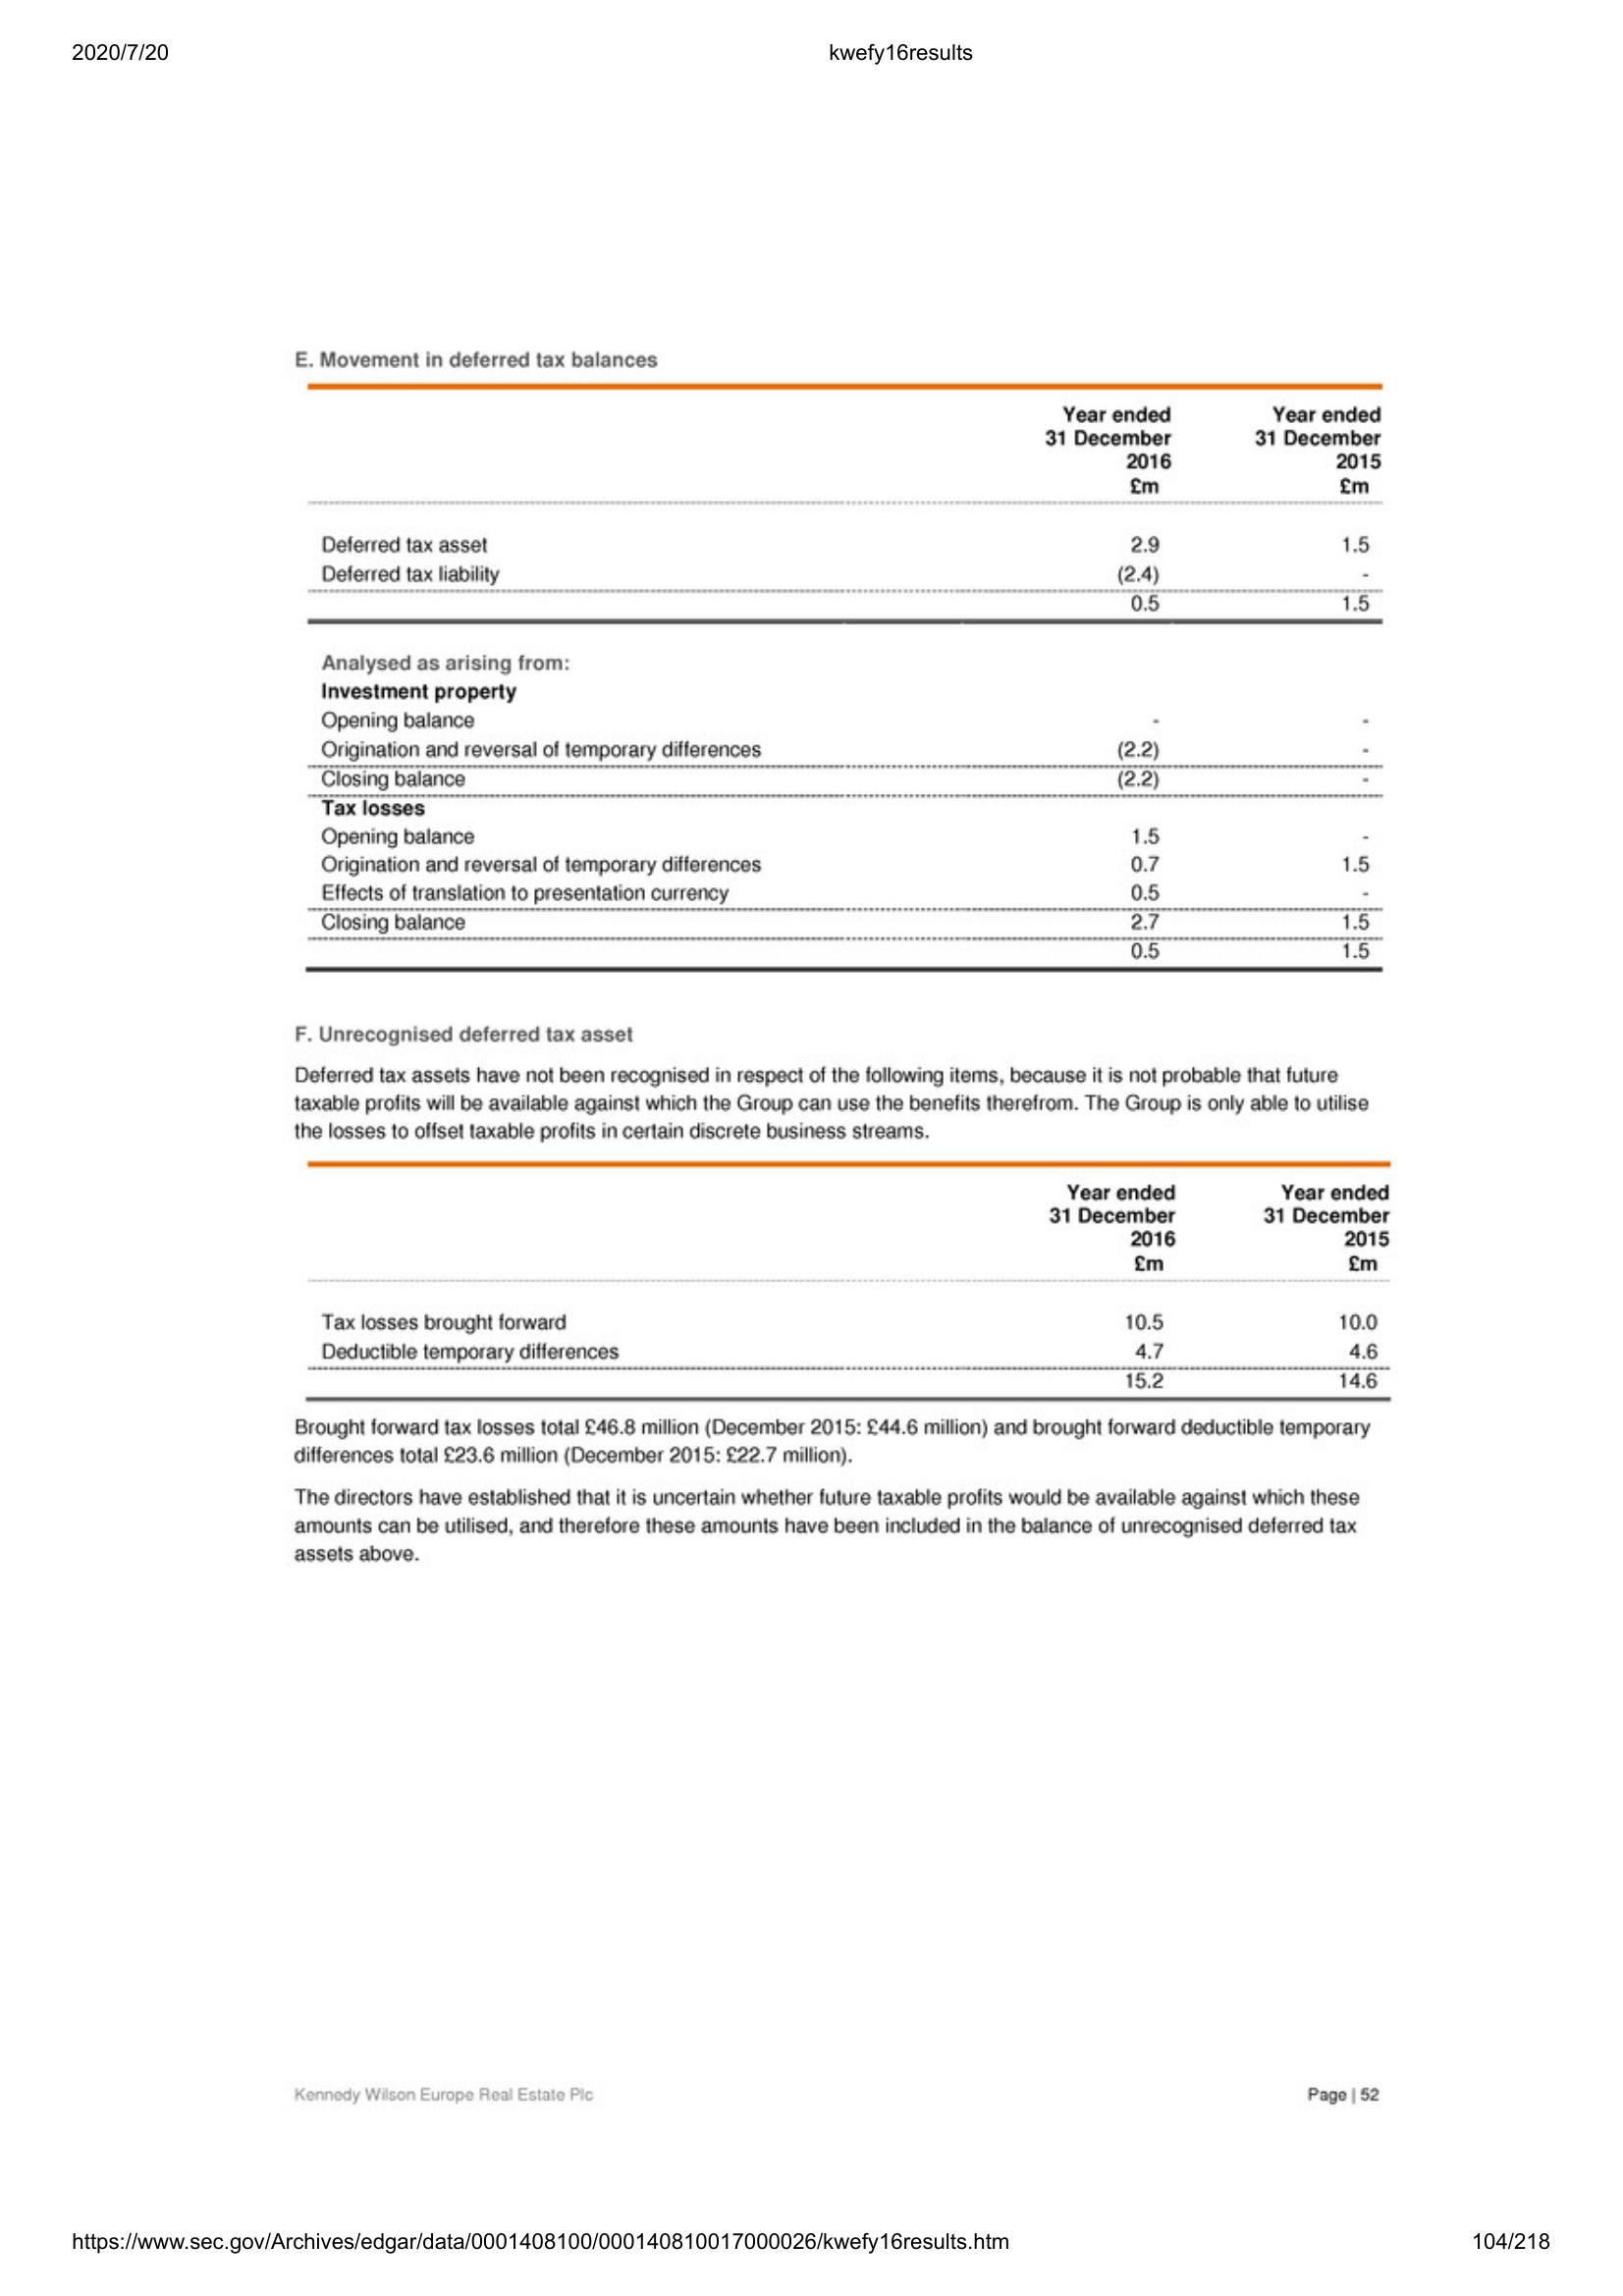 2020/7/20 kwefy16results
E. Movement in deferred tax balances
Year ended Year ended
31 December 31 December
2016 2015
£m £m
Deferred tax asset 2.9 1.5
Deferred tax liability (2.4) -
0.5 1.5
Analysed as arising from:
Investment property
Opening balance - -
Origination and reversal of temporary differences (2.2) -
Closing balance (2.2) -
Tax losses
Opening balance 1.5 -
Origination and reversal of temporary differences 0.7 1.5
Effects of translation to presentation currency 0.5 -
Closing balance 2.7 1.5
0.5 1.5
F. Unrecognised deferred tax asset
Deferred tax assets have not been recognised in respect of the following items, because it is not probable that future
taxable profits will be available against which the Group can use the benefits therefrom. The Group is only able to utilise
the losses to offset taxable profits in certain discrete business streams.
Year ended Year ended
31 December 31 December
2016 2015
£m £m
Tax losses brought forward 10.5 10.0
Deductible temporary differences 4.7 4.6
15.2 14.6
Brought forward tax losses total £46.8 million (December 2015: £44.6 million) and brought forward deductible temporary
differences total £23.6 million (December 2015: £22.7 million).
The directors have established that it is uncertain whether future taxable profits would be available against which these
amounts can be utilised, and therefore these amounts have been included in the balance of unrecognised deferred tax
assets above.
Kennedy Wilson Europe Real Estate Plc Page | 52
https://www.sec.gov/Archives/edgar/data/0001408100/000140810017000026/kwefy16results.htm 104/218